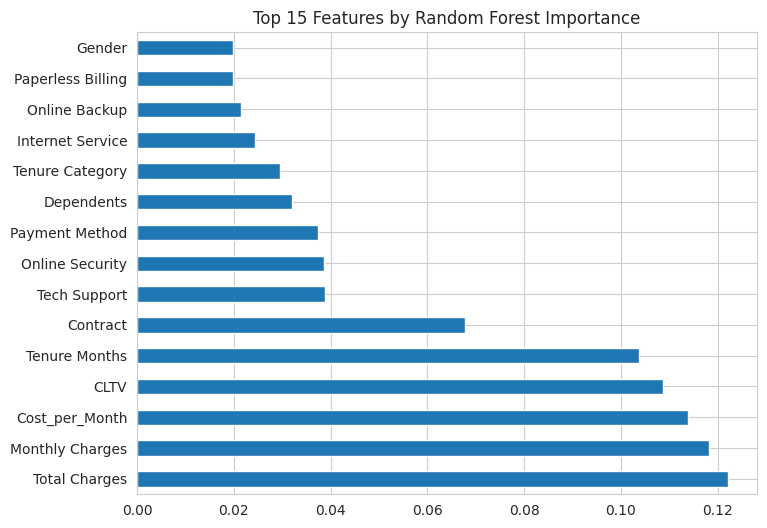 Top 15 Features by Random Forest Importance
Gender
Paperless Billing
Online Backup
Internet Service
Tenure Category
Dependents
Payment Method
Online Security
Tech Support
Contract
Tenure Months
CLTV
Cost_per_Month
Monthly Charges
Total Charges
0.00 0.02 0.04 0.06 0.08 0.10 0.12